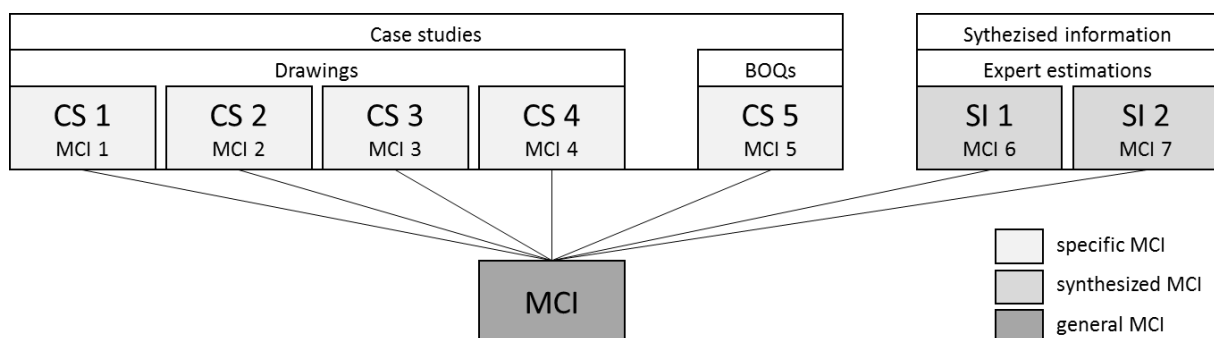 Case studies
Sythezised information
Drawings
BOQs
Expert estimations
CS 1
CS 2
CS 3
CS 4
CS 5
SI 1
SI 2
MCI 1
MCI 2
MCI 3
MCI 4
MCI 5
MCI 6
MCI 7
MCI
specific MCI
synthesized MCI
general MCI